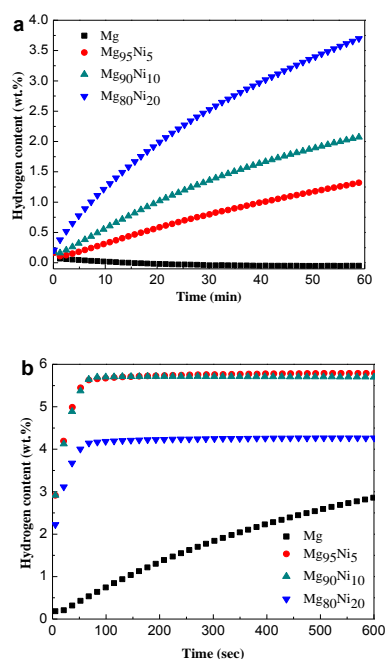 a
Mg
Mg95Ni5
Mg90Ni10
Mg80Ni20
Hydrogen content (wt.%)
4.0
3.5
3.0
2.5
2.0
1.5
1.0
0.5
0.0
0 10 20 30 40 50 60
Time (min)
b
Hydrogen content (wt.%)
6
5
4
3
2
1
0
Mg
Mg95Ni5
Mg90Ni10
Mg80Ni20
0 100 200 300 400 500 600
Time (sec)